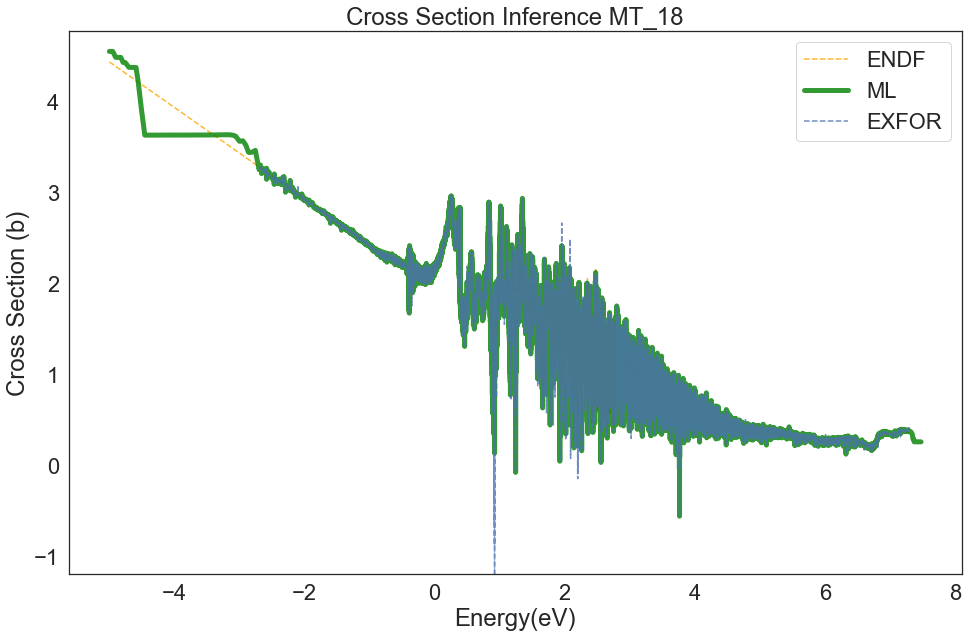 Cross Section Inference MT_18
ENDF
ML
EXFOR
Cross Section (b)
4
3
2
1
0
−1
−4
−2
0
2
4
6
8
Energy(eV)